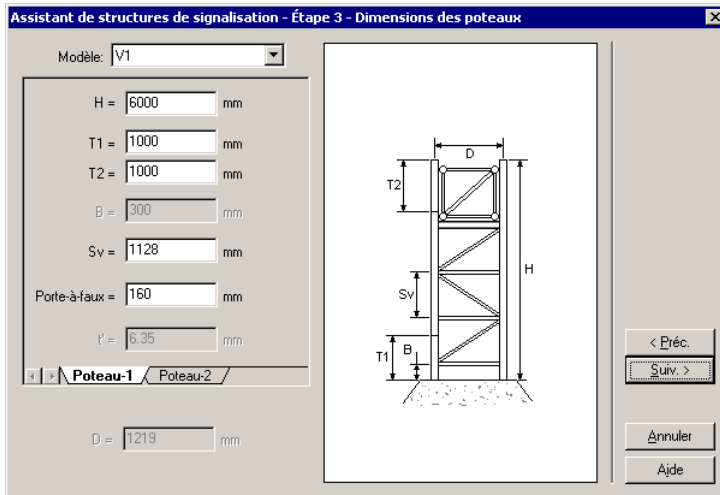 Assistant de structures de signalisation - Étape 3 - Dimensions des poteaux
Modèle: V1
H = 6000 mm
T1 = 1000 mm
T2 = 1000 mm
B = 300 mm
Sv = 1128 mm
Porte-à-faux = 160 mm
t' = 6.35 mm
Poteau-1 Poteau-2
D = 1219 mm
D
T2
H
Sv
B
T1
< Préc.
Suiv. >
Annuler
Aide